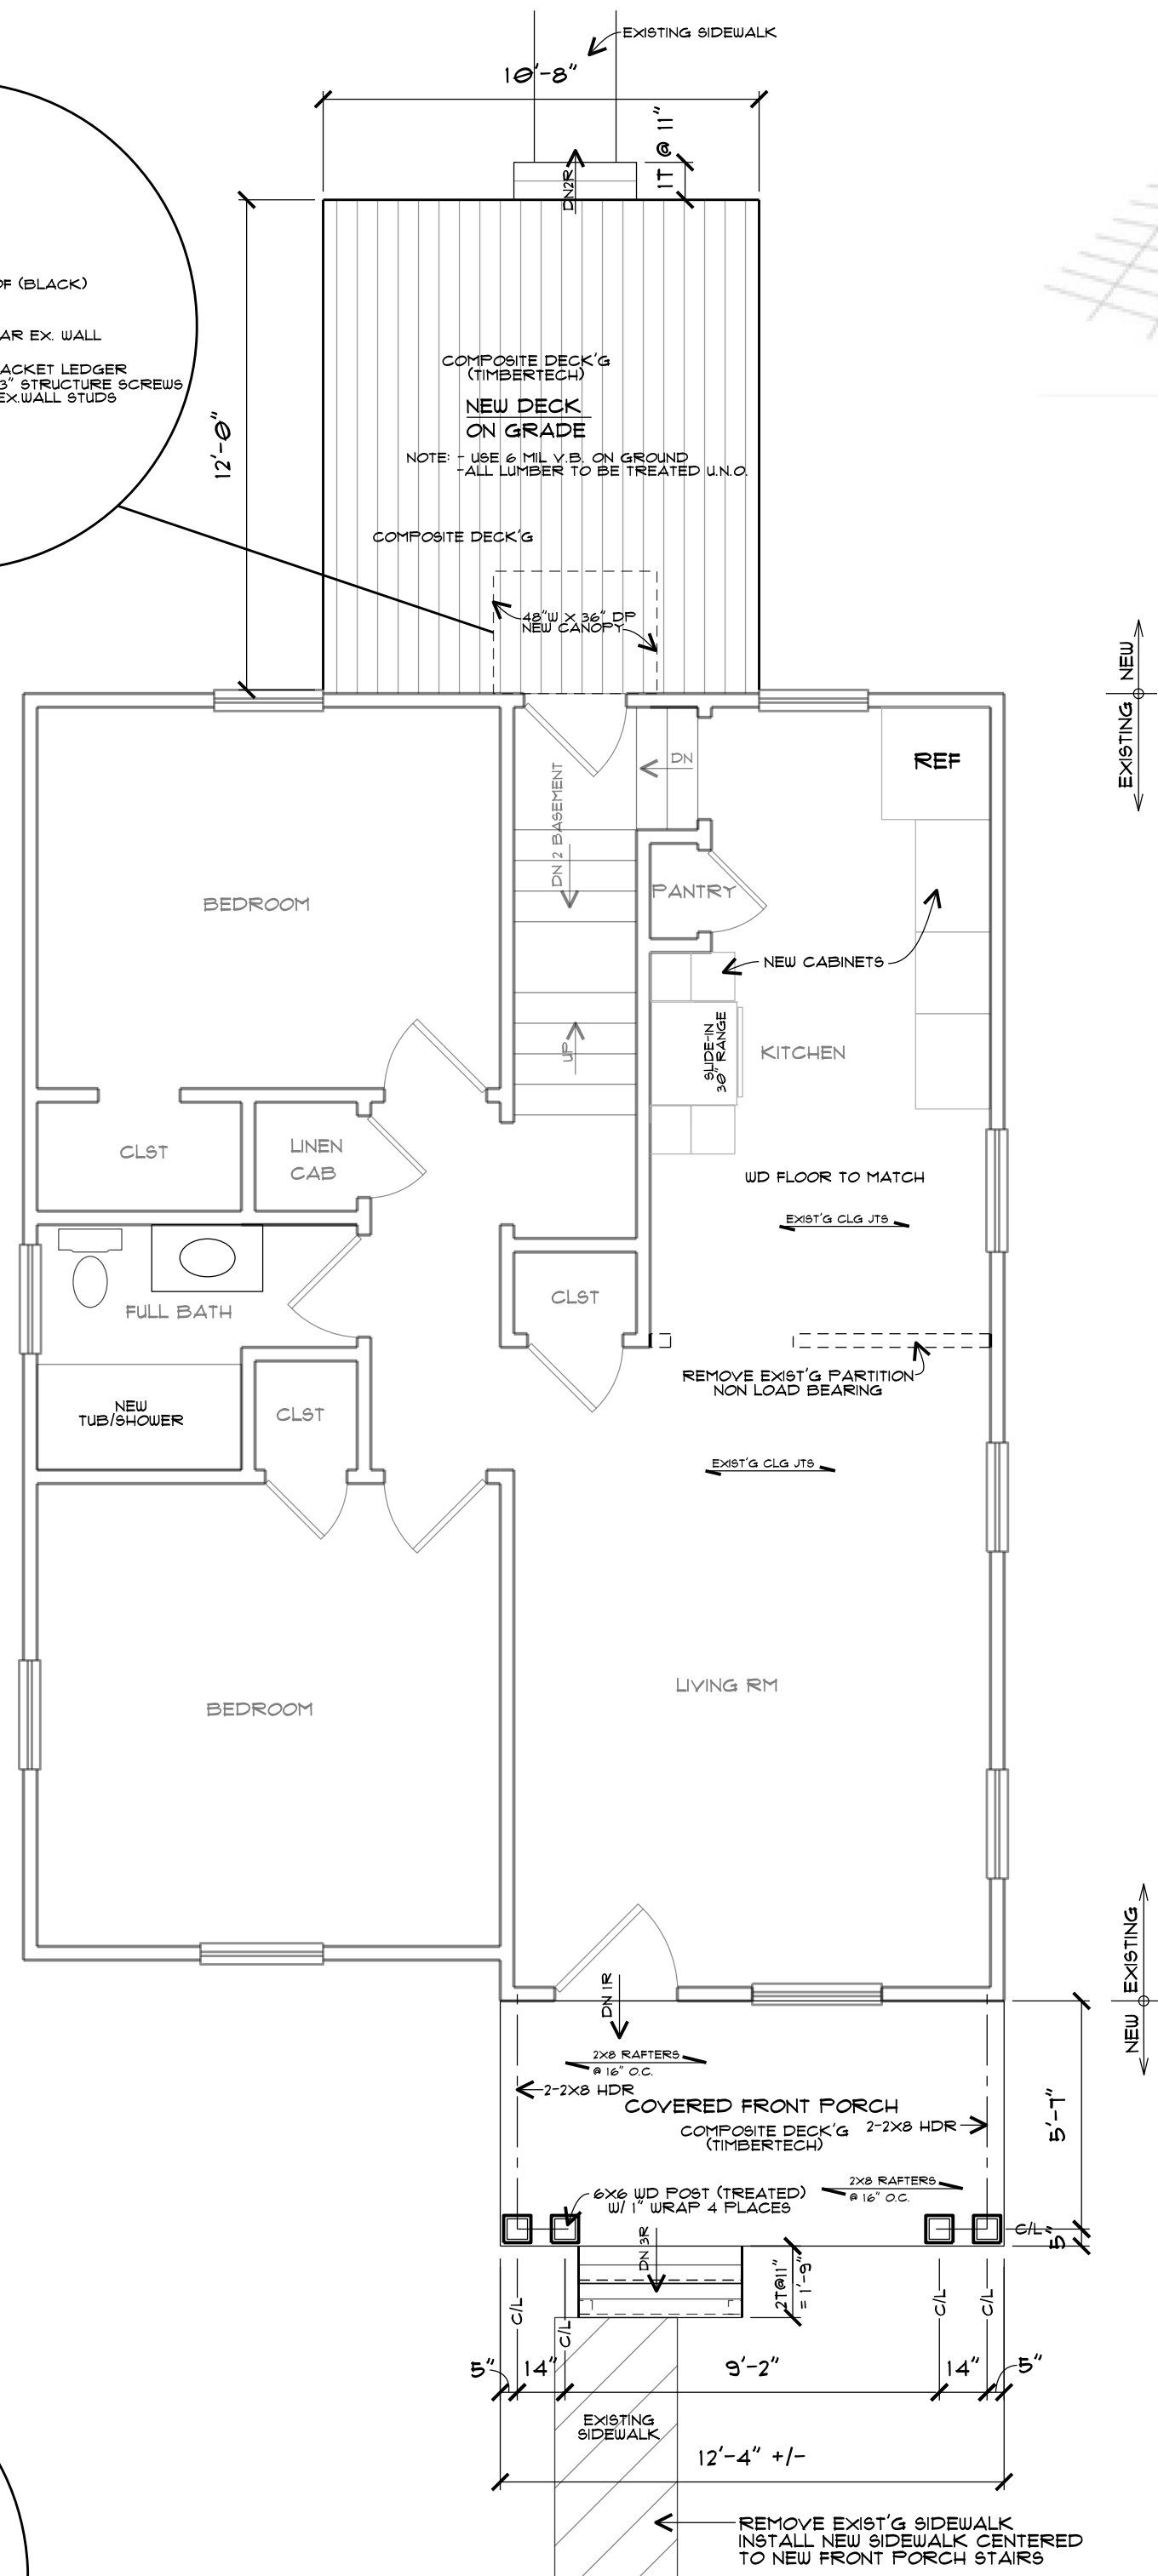 EXISTING SIDEWALK
10'-8"
1T @ 11"
DN2R
OF (BLACK)
AR EX. WALL
ACKET LEDGER
3" STRUCTURE SCREWS
EX.WALL STUDS
12'-0"
COMPOSITE DECK'G
(TIMBERTECH)
NEW DECK
ON GRADE
NOTE: - USE 6 MIL V.B. ON GROUND
-ALL LUMBER TO BE TREATED U.N.O.
COMPOSITE DECK'G
48"W X 36" DP
NEW CANOPY
NEW
EXISTING
REF
DN
DN 2 BASEMENT
BEDROOM
PANTRY
NEW CABINETS
SLIDE-IN
30" RANGE
KITCHEN
UP
CLST
LINEN
CAB
WD FLOOR TO MATCH
EXIST'G CLG JTS
FULL BATH
CLST
REMOVE EXIST'G PARTITION
NON LOAD BEARING
NEW
TUB/SHOWER
CLST
EXIST'G CLG JTS
LIVING RM
BEDROOM
EXISTING
NEW
DN 1R
2X8 RAFTERS
@ 16" O.C.
2-2X8 HDR
COVERED FRONT PORCH
COMPOSITE DECK'G
(TIMBERTECH)
2-2X8 HDR
5'-7"
2X8 RAFTERS
@ 16" O.C.
6X6 WD POST (TREATED)
W/ 1" WRAP 4 PLACES
C/L
5"
DN 3R
2T@11"
= 1'-9"
C/L
C/L
C/L
C/L
5"
14"
9'-2"
14"
5"
EXISTING
SIDEWALK
12'-4" +/-
REMOVE EXIST'G SIDEWALK
INSTALL NEW SIDEWALK CENTERED
TO NEW FRONT PORCH STAIRS